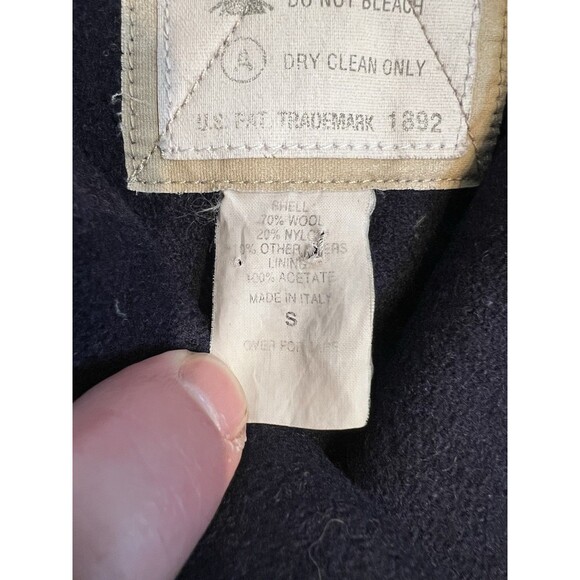 DO NOT BLEACH
A DRY CLEAN ONLY
U.S. PAT. TRADEMARK 1892
SHELL
70% WOOL
20% NYLON
10% OTHER FIBERS
LINING
100% ACETATE
MADE IN ITALY
S
OVER FOR CARE